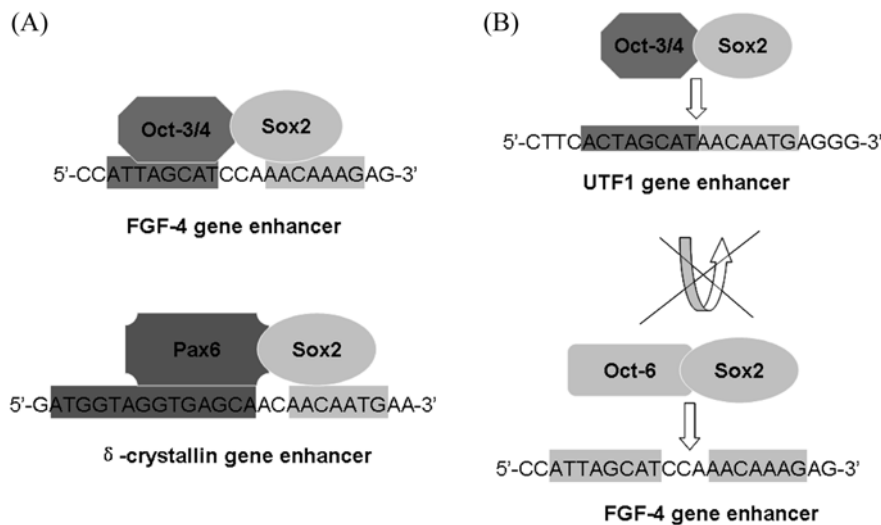 (A)
Oct-3/4 Sox2
5'-CCATTAGCATCCAAACAAAGAG-3'
FGF-4 gene enhancer
Pax6 Sox2
5'-GATGGTAGGTGAGCAACAACAATGAA-3'
δ-crystallin gene enhancer
(B)
Oct-3/4 Sox2
5'-CTTCACTAGCATAACAATGAGGG-3'
UTF1 gene enhancer
Oct-6 Sox2
5'-CCATTAGCATCCAAACAAAGAG-3'
FGF-4 gene enhancer